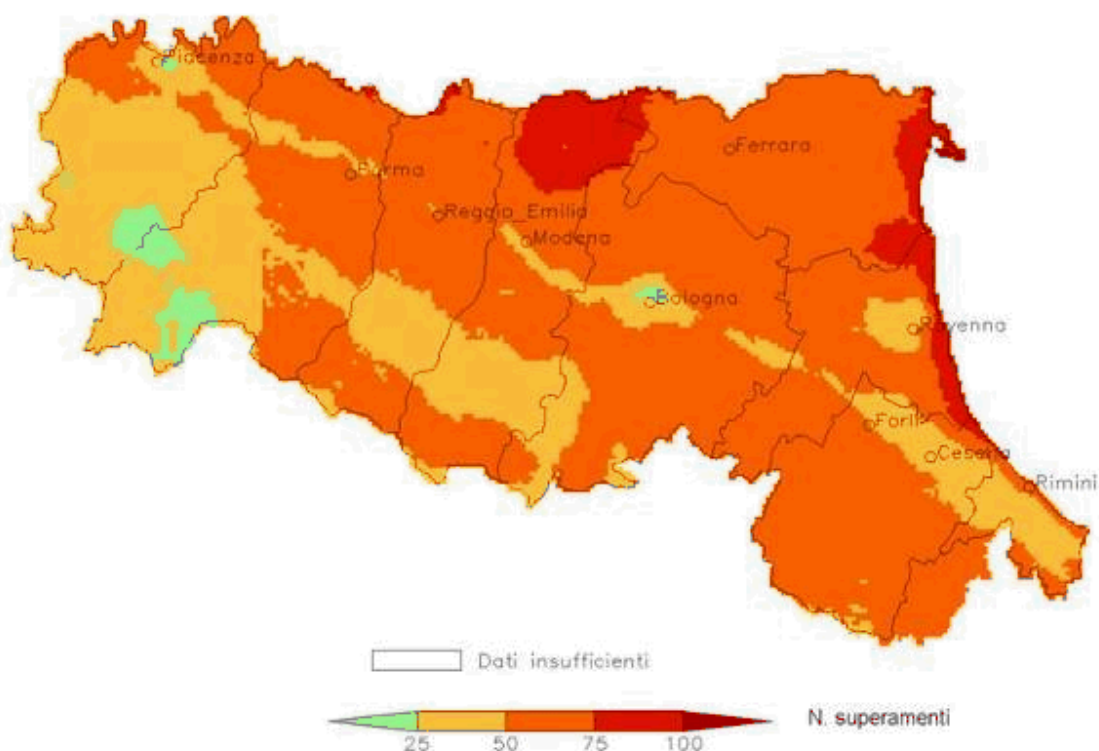 Piacenza
Parma
Ferrara
Reggio_Emilia
Modena
Bologna
Ravenna
Forlì
Cesena
Rimini
Dati insufficienti
N. superamenti
25 50 75 100